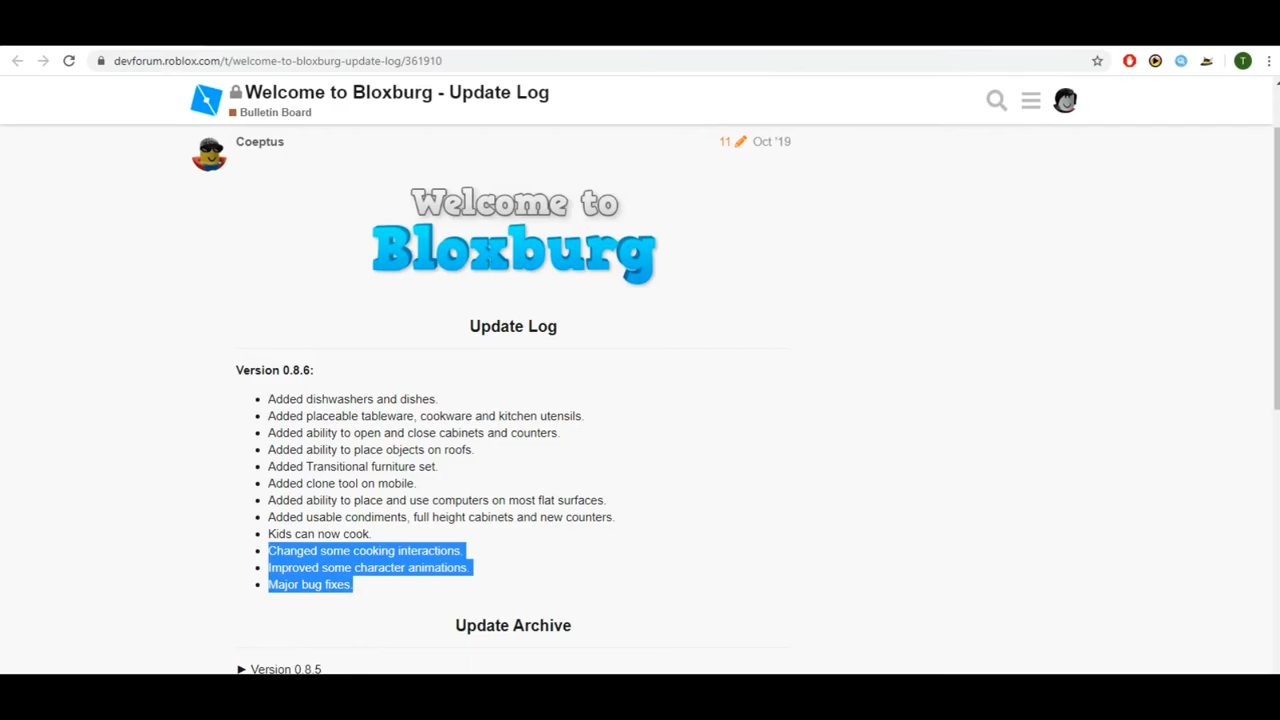 devforum.roblox.com/t/welcome-to-bloxburg-update-log/361910
T
Welcome to Bloxburg - Update Log
Bulletin Board
Coeptus
11 Oct '19
Welcome to
Bloxburg
Update Log
Version 0.8.6:
Added dishwashers and dishes.
Added placeable tableware, cookware and kitchen utensils.
Added ability to open and close cabinets and counters.
Added ability to place objects on roofs.
Added Transitional furniture set.
Added clone tool on mobile.
Added ability to place and use computers on most flat surfaces.
Added usable condiments, full height cabinets and new counters.
Kids can now cook.
Changed some cooking interactions.
Improved some character animations.
Major bug fixes.
Update Archive
Version 0.8.5